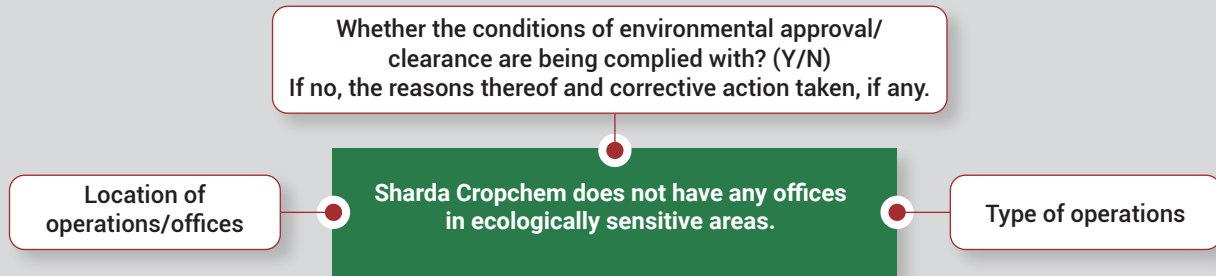 Whether the conditions of environmental approval/
clearance are being complied with? (Y/N)
If no, the reasons thereof and corrective action taken, if any.
Location of
operations/offices
Sharda Cropchem does not have any offices
in ecologically sensitive areas.
Type of operations